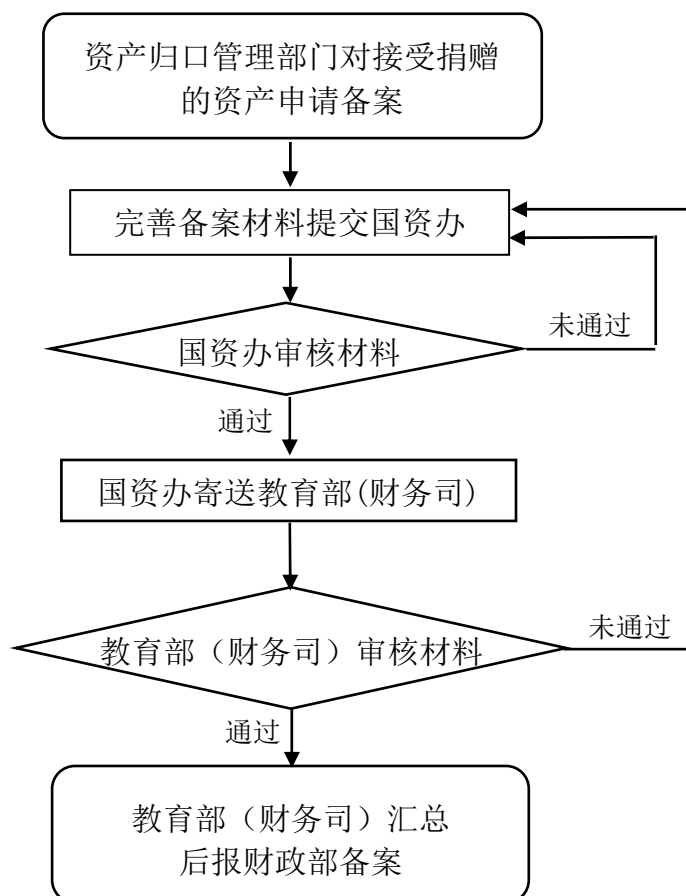 资产归口管理部门对接受捐赠
的资产申请备案
完善备案材料提交国资办
未通过
国资办审核材料
通过
国资办寄送教育部(财务司)
未通过
教育部（财务司）审核材料
通过
教育部（财务司）汇总
后报财政部备案